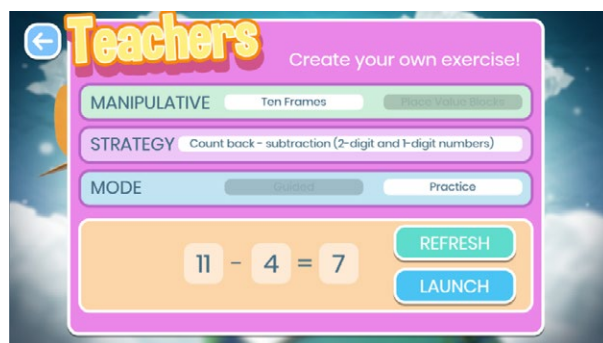 Teachers
Create your own exercise!
MANIPULATIVE Ten Frames Place Value Blocks
STRATEGY Count back - subtraction (2-digit and 1-digit numbers)
MODE Guided Practice
11 - 4 = 7
REFRESH
LAUNCH